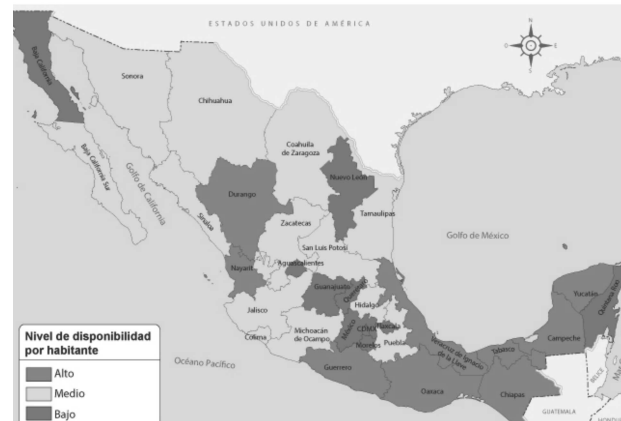 ESTADOS UNIDOS DE AMÉRICA
N
O
E
S
Baja California
Sonora
Chihuahua
Coahuila
de Zaragoza
Baja California Sur
Golfo de California
Nuevo León
Durango
Sinaloa
Tamaulipas
Zacatecas
Golfo de México
San Luis Potosí
Nayarit
Aguascalientes
Guanajuato
Querétaro
Hidalgo
Yucatán
Quintana Roo
Jalisco
Colima
Michoacán
de Ocampo
México
CDMX
Tlaxcala
Morelos
Puebla
Veracruz de Ignacio
de la Llave
Tabasco
Campeche
Océano Pacífico
Guerrero
Oaxaca
Chiapas
BELICE
GUATEMALA
Nivel de disponibilidad
por habitante
Alto
Medio
Bajo